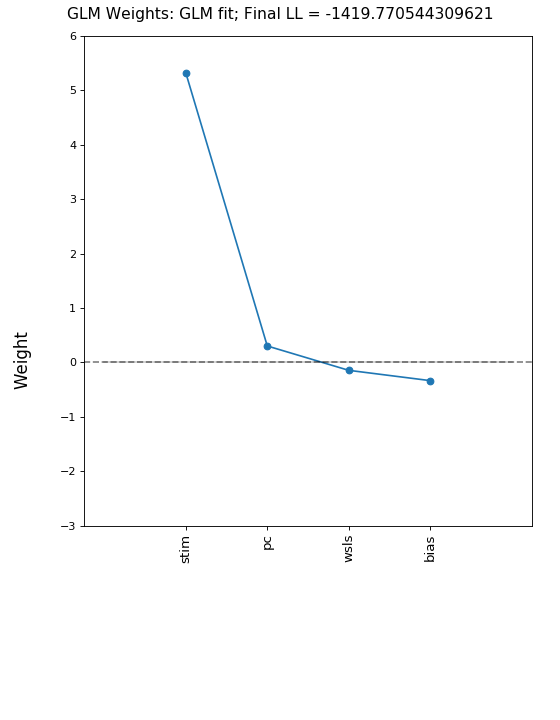 GLM Weights: GLM fit; Final LL = -1419.770544309621
6
5
4
3
2
1
0
−1
−2
−3
Weight
stim
pc
wsls
bias